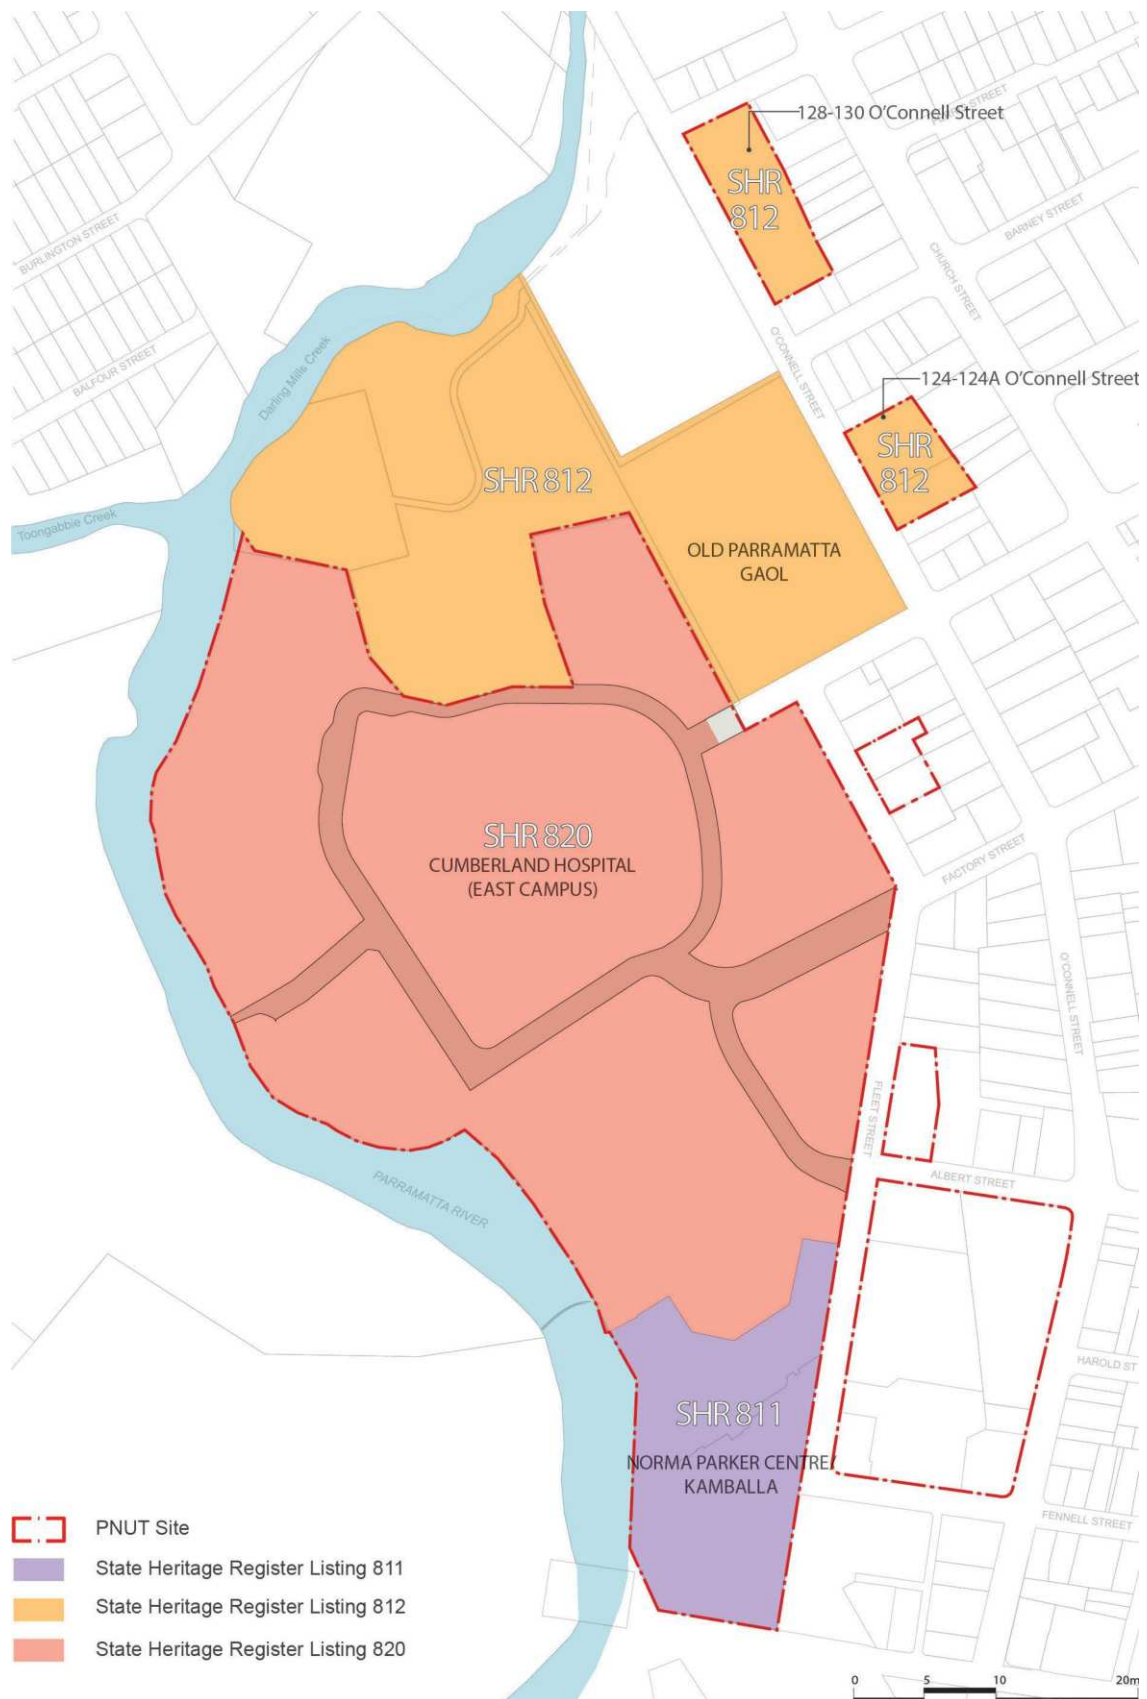 128-130 O'Connell Street
SHR
812
BARNEY STREET
BURLINGTON STREET
CHURCH STREET
O'CONNELL STREET
BALFOUR STREET
Darling Mills Creek
124-124A O'Connell Street
SHR
812
SHR 812
Toongabbie Creek
OLD PARRAMATTA
GAOL
SHR 820
CUMBERLAND HOSPITAL
(EAST CAMPUS)
FACTORY STREET
O'CONNELL STREET
FLEET STREET
ALBERT STREET
PARRAMATTA RIVER
HAROLD ST
SHR 811
NORMA PARKER CENTRE/
KAMBALLA
FENNELL STREET
PNUT Site
State Heritage Register Listing 811
State Heritage Register Listing 812
State Heritage Register Listing 820
0 5 10 20m